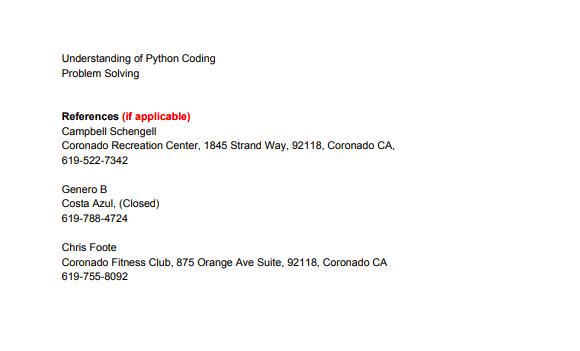 Understanding of Python Coding
Problem Solving
References (if applicable)
Campbell Schengell
Coronado Recreation Center, 1845 Strand Way, 92118, Coronado CA,
619-522-7342
Genero B
Costa Azul, (Closed)
619-788-4724
Chris Foote
Coronado Fitness Club, 875 Orange Ave Suite, 92118, Coronado CA
619-755-8092